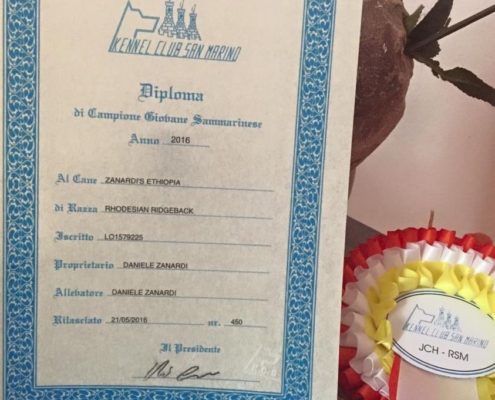 KENNEL CLUB SAN MARINO
Diploma
di Campione Giovane Sammarinese
Anno 2016
Al Cane ZANARDI'S ETHIOPIA
di Razza RHODESIAN RIDGEBACK
Iscritto LO1579225
Proprietario DANIELE ZANARDI
Allevatore DANIELE ZANARDI
Rilasciato 21/05/2016 nr. 450
Il Presidente
KENNEL CLUB SAN MARINO
JCH - RSM